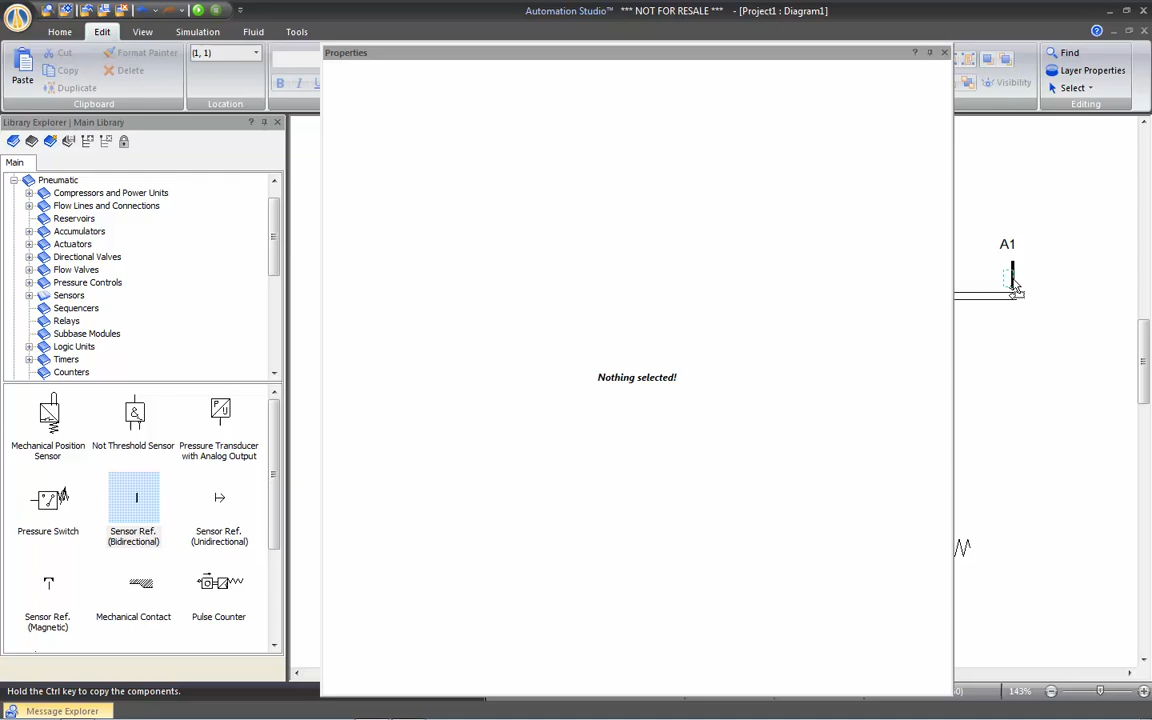 Automation Studio™ *** NOT FOR RESALE *** - [Project1 : Diagram1]
Home Edit View Simulation Fluid Tools
Paste
Cut
Copy
Duplicate
Format Painter
Delete
Clipboard
(1, 1)
Location
B I
Visibility
Find
Layer Properties
Select
Editing
Properties
Nothing selected!
Library Explorer | Main Library
Main
Pneumatic
Compressors and Power Units
Flow Lines and Connections
Reservoirs
Accumulators
Actuators
Directional Valves
Flow Valves
Pressure Controls
Sensors
Sequencers
Relays
Subbase Modules
Logic Units
Timers
Counters
Mechanical Position
Sensor
Not Threshold Sensor
Pressure Transducer
with Analog Output
Pressure Switch
Sensor Ref.
(Bidirectional)
Sensor Ref.
(Unidirectional)
Sensor Ref.
(Magnetic)
Mechanical Contact
Pulse Counter
A1
Hold the Ctrl key to copy the components.
143%
Message Explorer